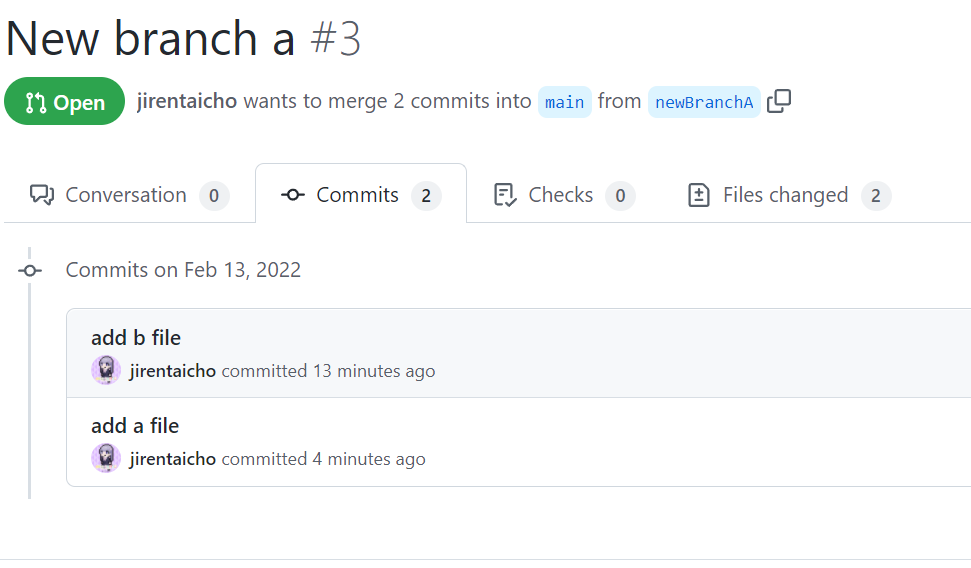 New branch a #3
Open jirentaicho wants to merge 2 commits into main from newBranchA
Conversation 0 Commits 2 Checks 0 Files changed 2
Commits on Feb 13, 2022
add b file
jirentaicho committed 13 minutes ago
add a file
jirentaicho committed 4 minutes ago